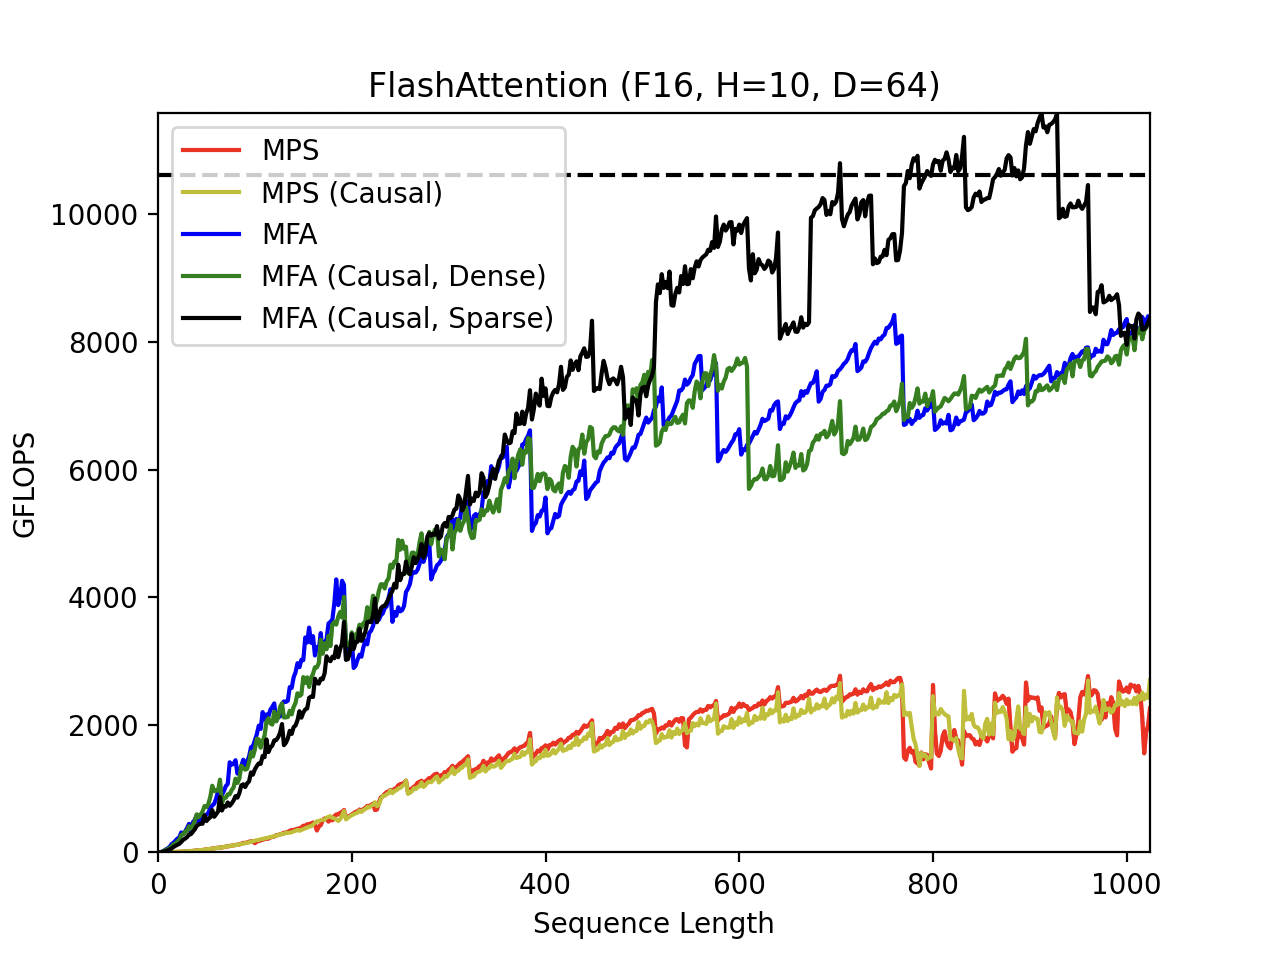 FlashAttention (F16, H=10, D=64)
MPS
MPS (Causal)
MFA
MFA (Causal, Dense)
MFA (Causal, Sparse)
GFLOPS
10000
8000
6000
4000
2000
0
0 200 400 600 800 1000
Sequence Length